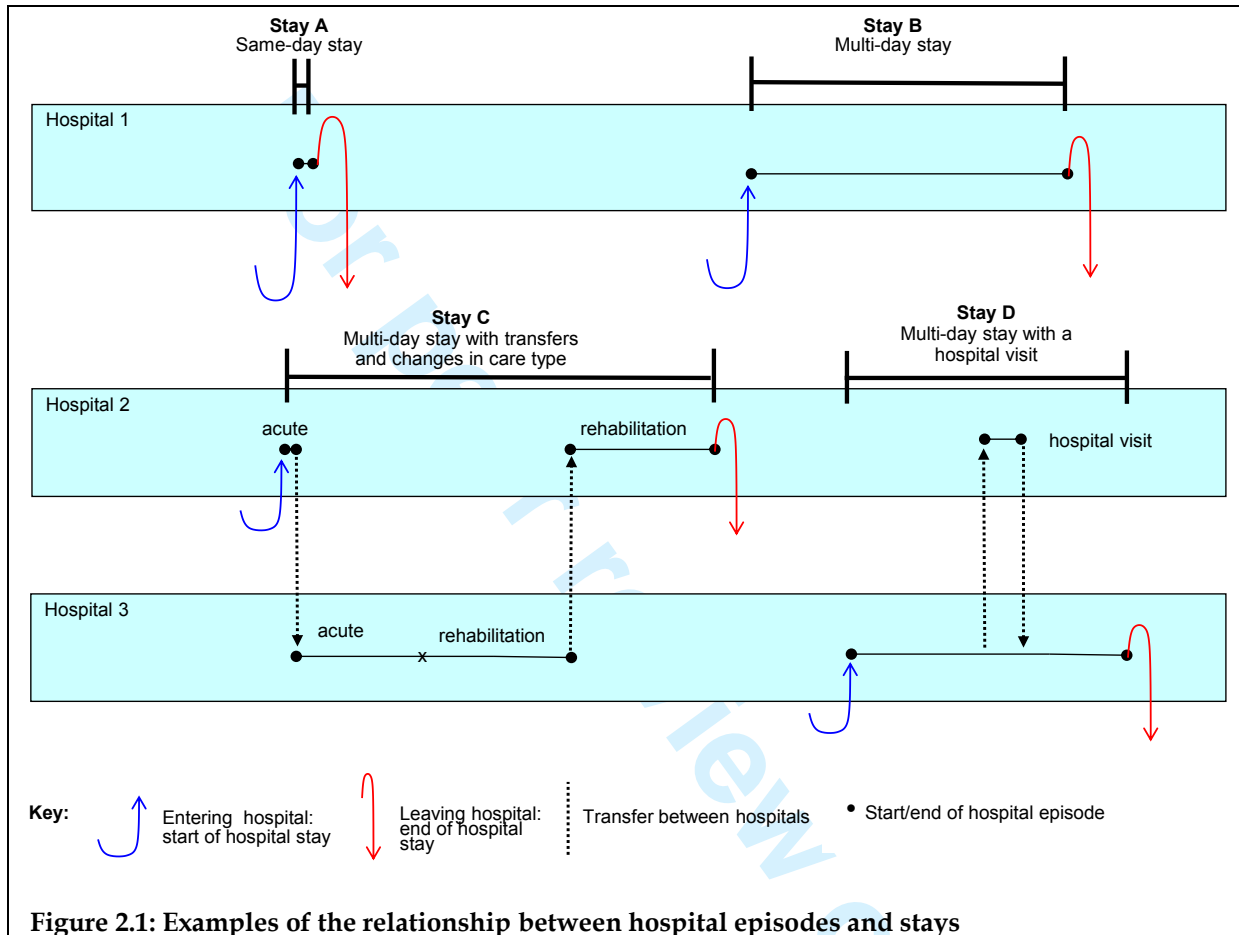 Stay A
Same-day stay
Stay B
Multi-day stay
Hospital 1
Stay C
Multi-day stay with transfers
and changes in care type
Stay D
Multi-day stay with a
hospital visit
Hospital 2
acute
rehabilitation
hospital visit
Hospital 3
acute
rehabilitation
x
Key:
Entering hospital:
start of hospital stay
Leaving hospital:
end of hospital
stay
Transfer between hospitals
Start/end of hospital episode
Figure 2.1: Examples of the relationship between hospital episodes and stays